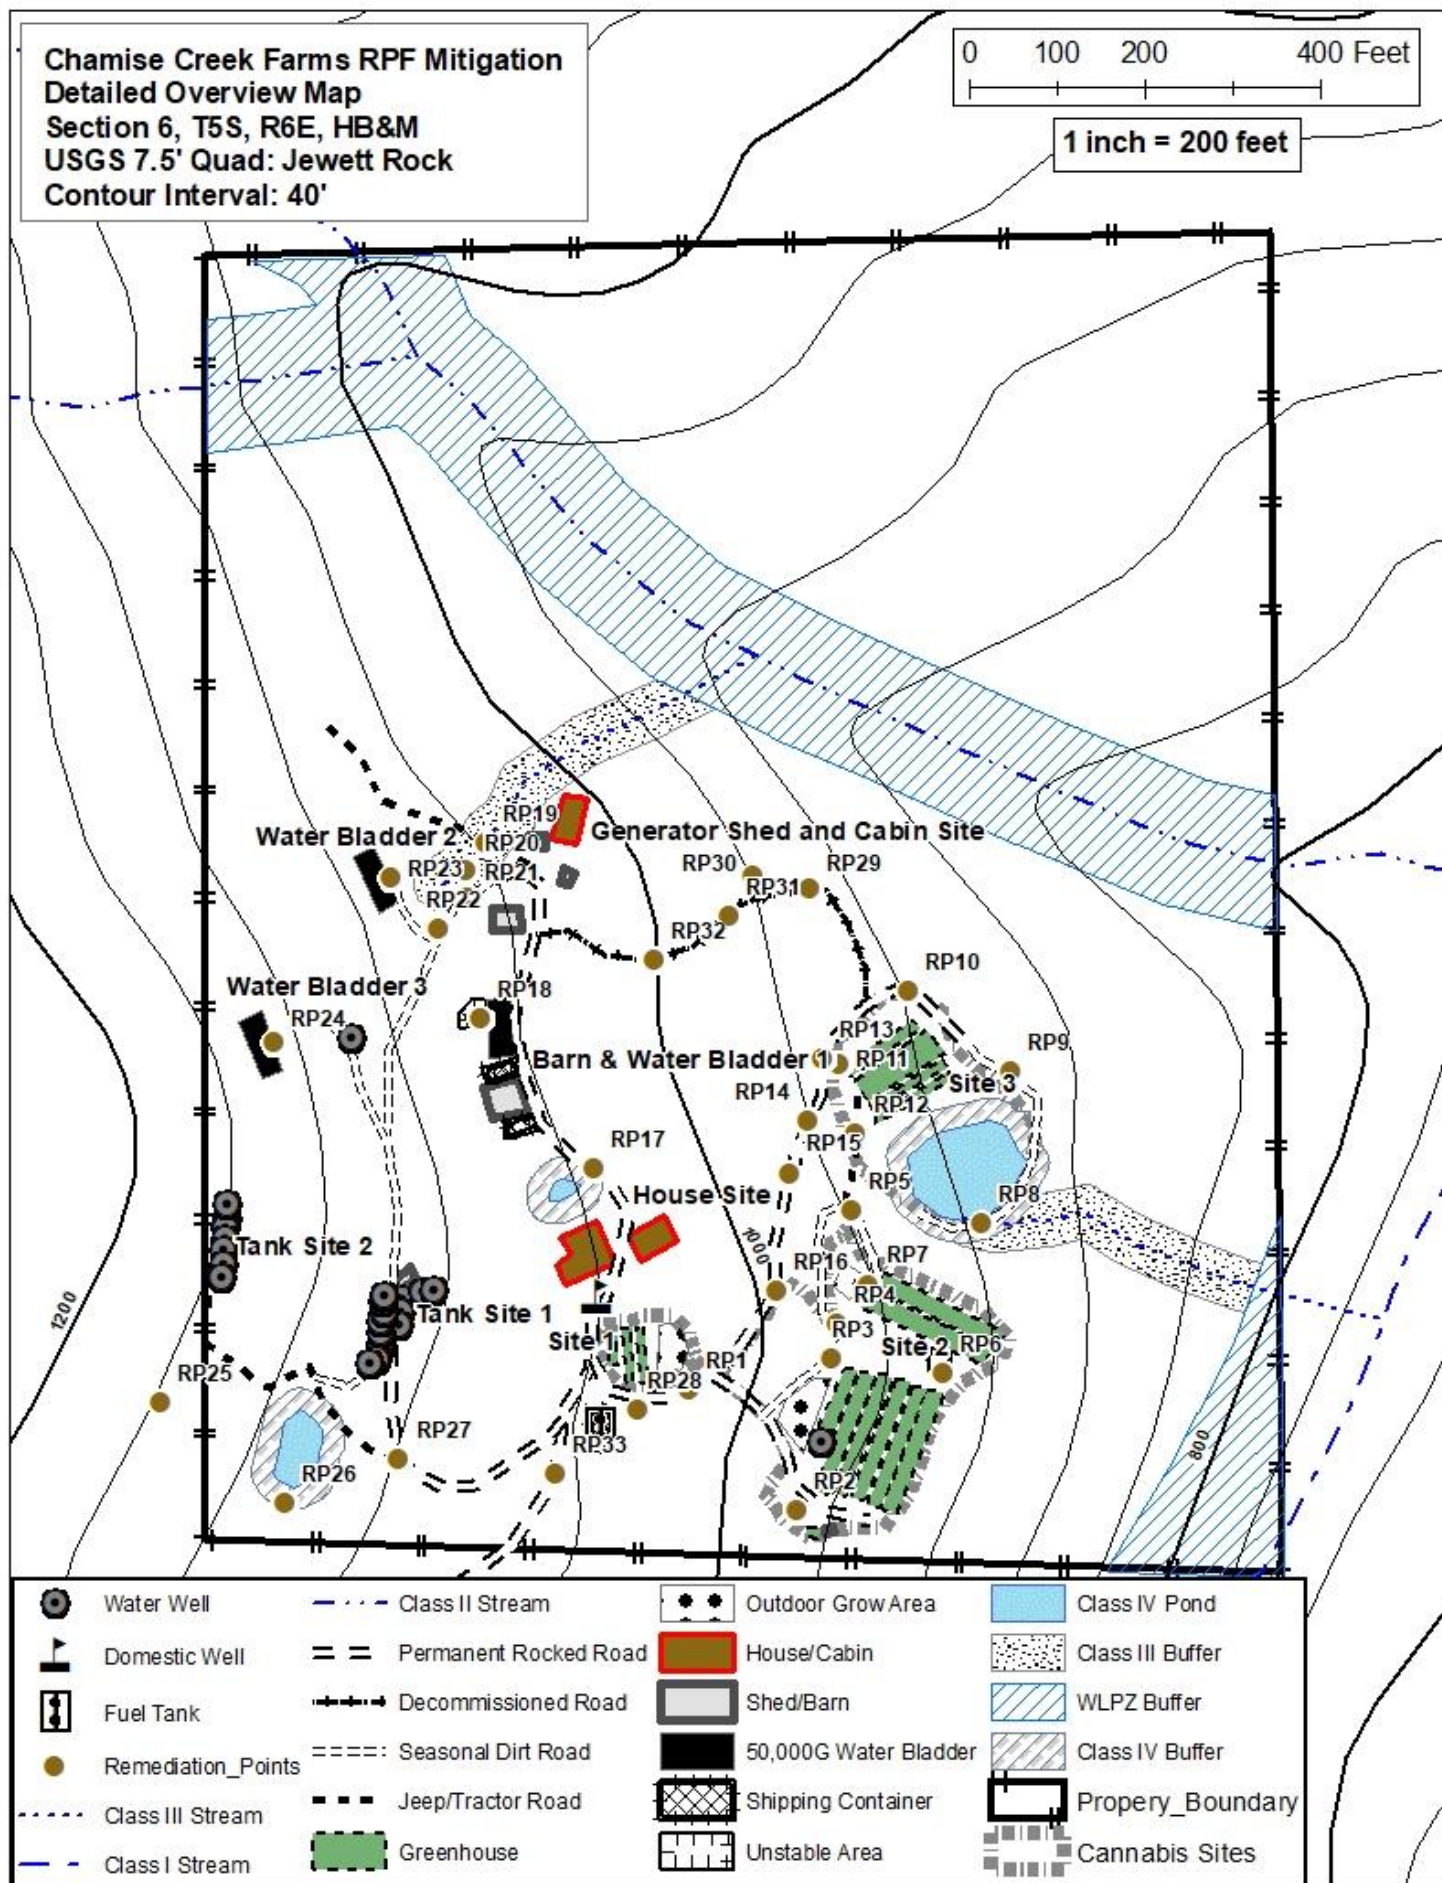 Chamise Creek Farms RPF Mitigation
Detailed Overview Map
Section 6, T5S, R6E, HB&M
USGS 7.5' Quad: Jewett Rock
Contour Interval: 40'
0 100 200 400 Feet
1 inch = 200 feet
RP19
Water Bladder 2
Generator Shed and Cabin Site
RP20
RP30
RP29
RP23
RP21
RP31
RP22
RP32
RP10
Water Bladder 3
RP18
RP24
RP13
RP9
Barn & Water Bladder 1
RP11
Site 3
RP14
RP12
RP17
RP15
House Site
RP5
RP8
1000
Tank Site 2
RP16
RP7
RP4
1200
Tank Site 1
Site 1
RP3
Site 2
RP6
RP25
RP1
RP28
RP27
RP33
800
RP26
RP2
Water Well
Domestic Well
Fuel Tank
Remediation_Points
Class III Stream
Class I Stream
Class II Stream
Permanent Rocked Road
Decommissioned Road
Seasonal Dirt Road
Jeep/Tractor Road
Greenhouse
Outdoor Grow Area
House/Cabin
Shed/Barn
50,000G Water Bladder
Shipping Container
Unstable Area
Class IV Pond
Class III Buffer
WLPZ Buffer
Class IV Buffer
Propery_Boundary
Cannabis Sites